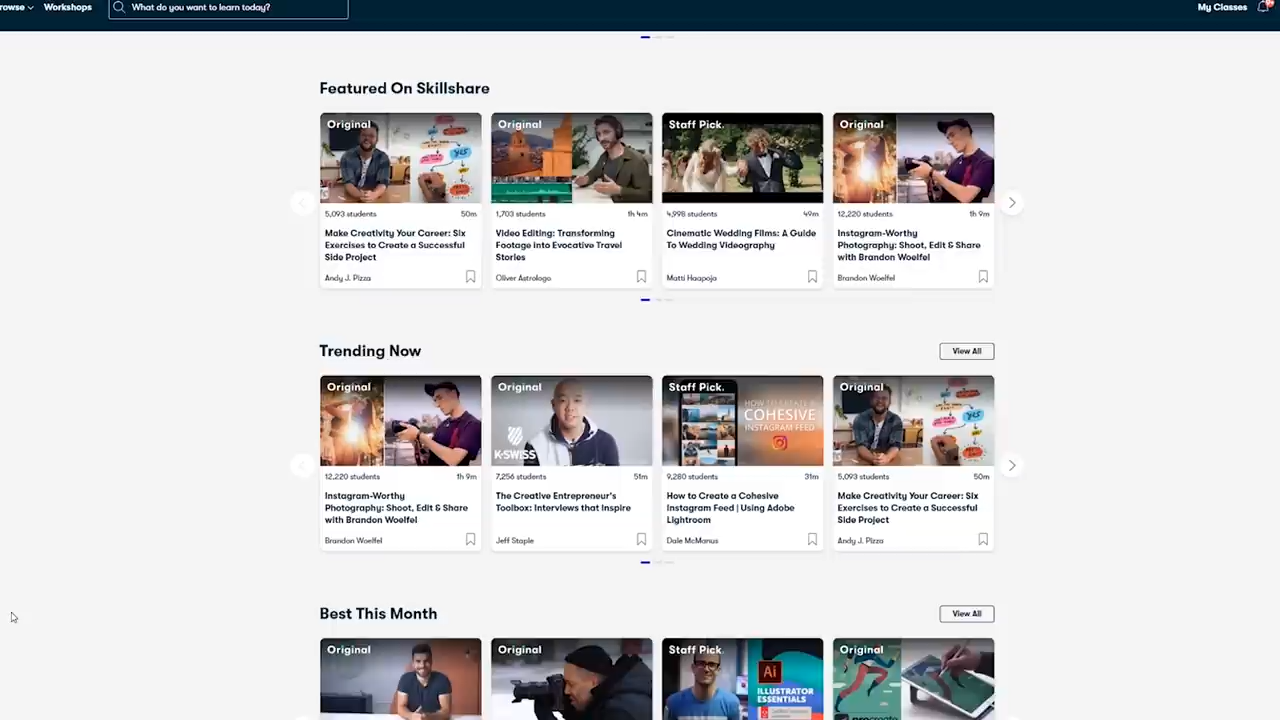 rowse
Workshops
What do you want to learn today?
My Classes
Featured On Skillshare
Original
5,093 students
50m
Make Creativity Your Career: Six
Exercises to Create a Successful
Side Project
Andy J. Pizza
Original
1,703 students
1h 4m
Video Editing: Transforming
Footage into Evocative Travel
Stories
Oliver Astrologo
Staff Pick
4,998 students
49m
Cinematic Wedding Films: A Guide
To Wedding Videography
Matti Haapoja
Original
12,220 students
1h 9m
Instagram-Worthy
Photography: Shoot, Edit & Share
with Brandon Woelfel
Brandon Woelfel
Trending Now
View All
Original
12,220 students
1h 9m
Instagram-Worthy
Photography: Shoot, Edit & Share
with Brandon Woelfel
Brandon Woelfel
Original
K·SWISS
7,256 students
51m
The Creative Entrepreneur's
Toolbox: Interviews that Inspire
Jeff Staple
Staff Pick
HOW TO CREATE A
COHESIVE
INSTAGRAM FEED
9,280 students
31m
How to Create a Cohesive
Instagram Feed | Using Adobe
Lightroom
Dale McManus
Original
YES
5,093 students
50m
Make Creativity Your Career: Six
Exercises to Create a Successful
Side Project
Andy J. Pizza
Best This Month
View All
Original
Original
Staff Pick
Ai
ILLUSTRATOR
ESSENTIALS
Original
procreate